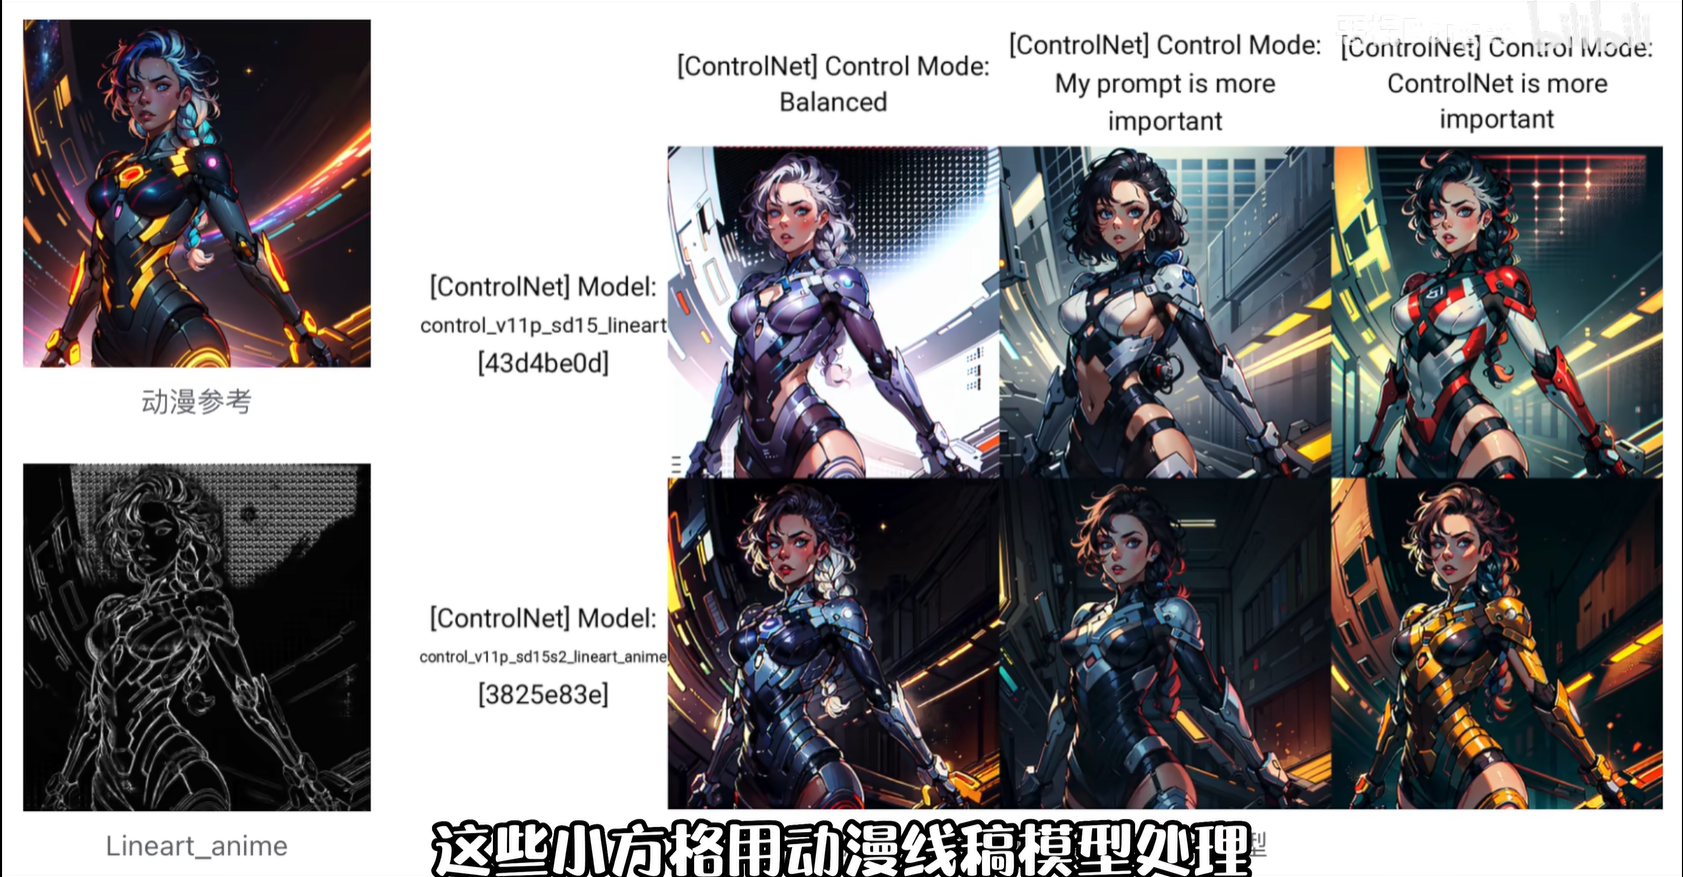 [ControlNet] Control Mode:
Balanced
[ControlNet] Control Mode:
My prompt is more
important
[ControlNet] Control Mode:
ControlNet is more
important
bilibili
[ControlNet] Model:
control_v11p_sd15_lineart
[43d4be0d]
动漫参考
[ControlNet] Model:
control_v11p_sd15s2_lineart_anime
[3825e83e]
Lineart_anime
型
这些小方格用动漫线稿模型处理